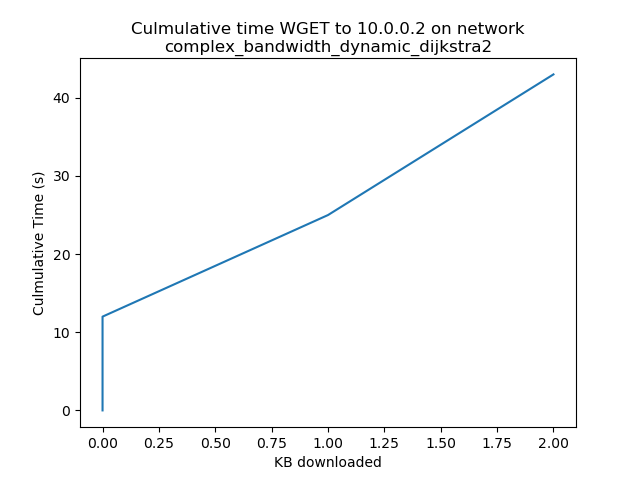 Culmulative time WGET to 10.0.0.2 on network
complex_bandwidth_dynamic_dijkstra2
40
30
20
10
0
Culmulative Time (s)
0.00 0.25 0.50 0.75 1.00 1.25 1.50 1.75 2.00
KB downloaded